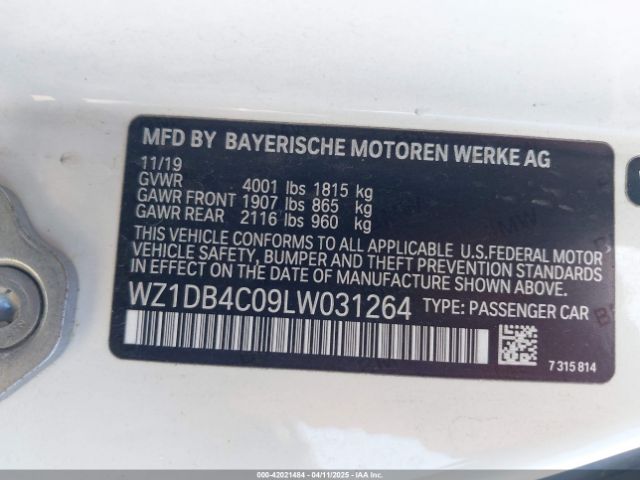 MFD BY BAYERISCHE MOTOREN WERKE AG
11/19
GVWR 4001 lbs 1815 kg
GAWR FRONT 1907 lbs 865 kg
GAWR REAR 2116 lbs 960 kg
THIS VEHICLE CONFORMS TO ALL APPLICABLE U.S.FEDERAL MOTOR
VEHICLE SAFETY, BUMPER AND THEFT PREVENTION STANDARDS
IN EFFECT ON THE DATE OF MANUFACTURE SHOWN ABOVE.
WZ1DB4C09LW031264 TYPE: PASSENGER CAR
7 315 814
000-42021484 - 04/11/2025 - IAAI.COM